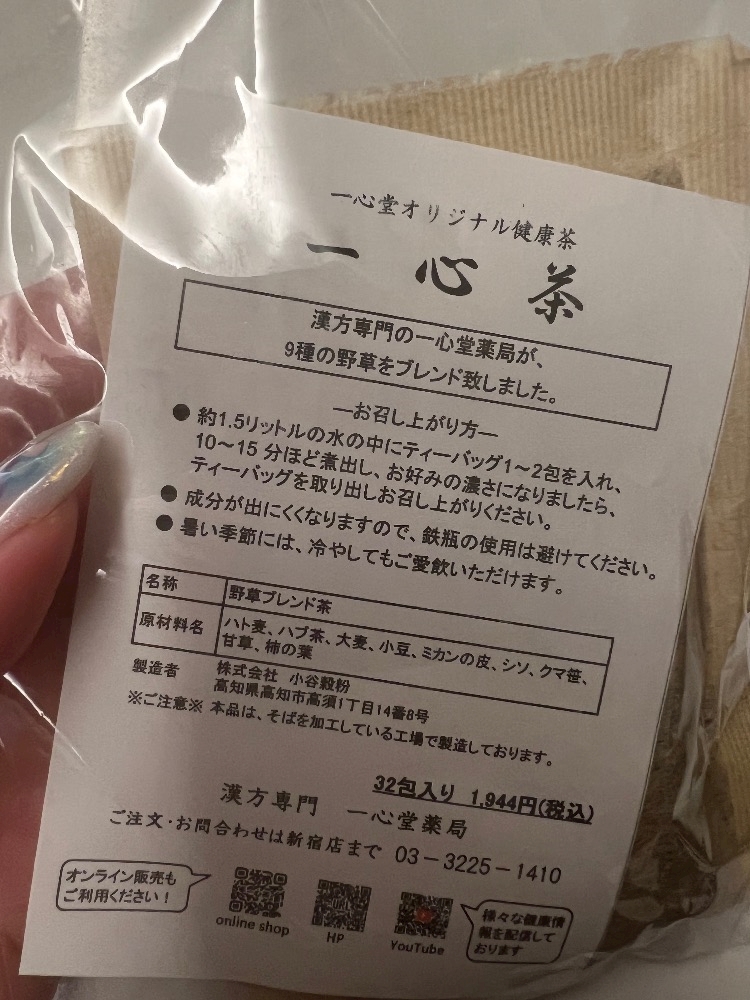 一心堂オリジナル健康茶
一心茶
漢方専門の一心堂薬局が、
9種の野草をブレンド致しました。
―お召し上がり方―
● 約1.5リットルの水の中にティーバッグ1～2包を入れ、
10～15 分ほど煮出し、お好みの濃さになりましたら、
ティーバッグを取り出しお召し上がりください。
● 成分が出にくくなりますので、鉄瓶の使用は避けてください。
● 暑い季節には、冷やしてもご愛飲いただけます。
名称 野草ブレンド茶
原材料名 ハト麦、ハブ茶、大麦、小豆、ミカンの皮、シソ、クマ笹、
甘草、柿の葉
製造者 株式会社 小谷穀粉
高知県高知市高須1丁目14番8号
※ご注意※ 本品は、そばを加工している工場で製造しております。
32包入り 1,944円(税込)
漢方専門 一心堂薬局
ご注文・お問合わせは新宿店まで 03－3225－1410
オンライン販売も
ご利用ください！
online shop
URL
HP
YouTube
様々な健康情
報を配信して
おります